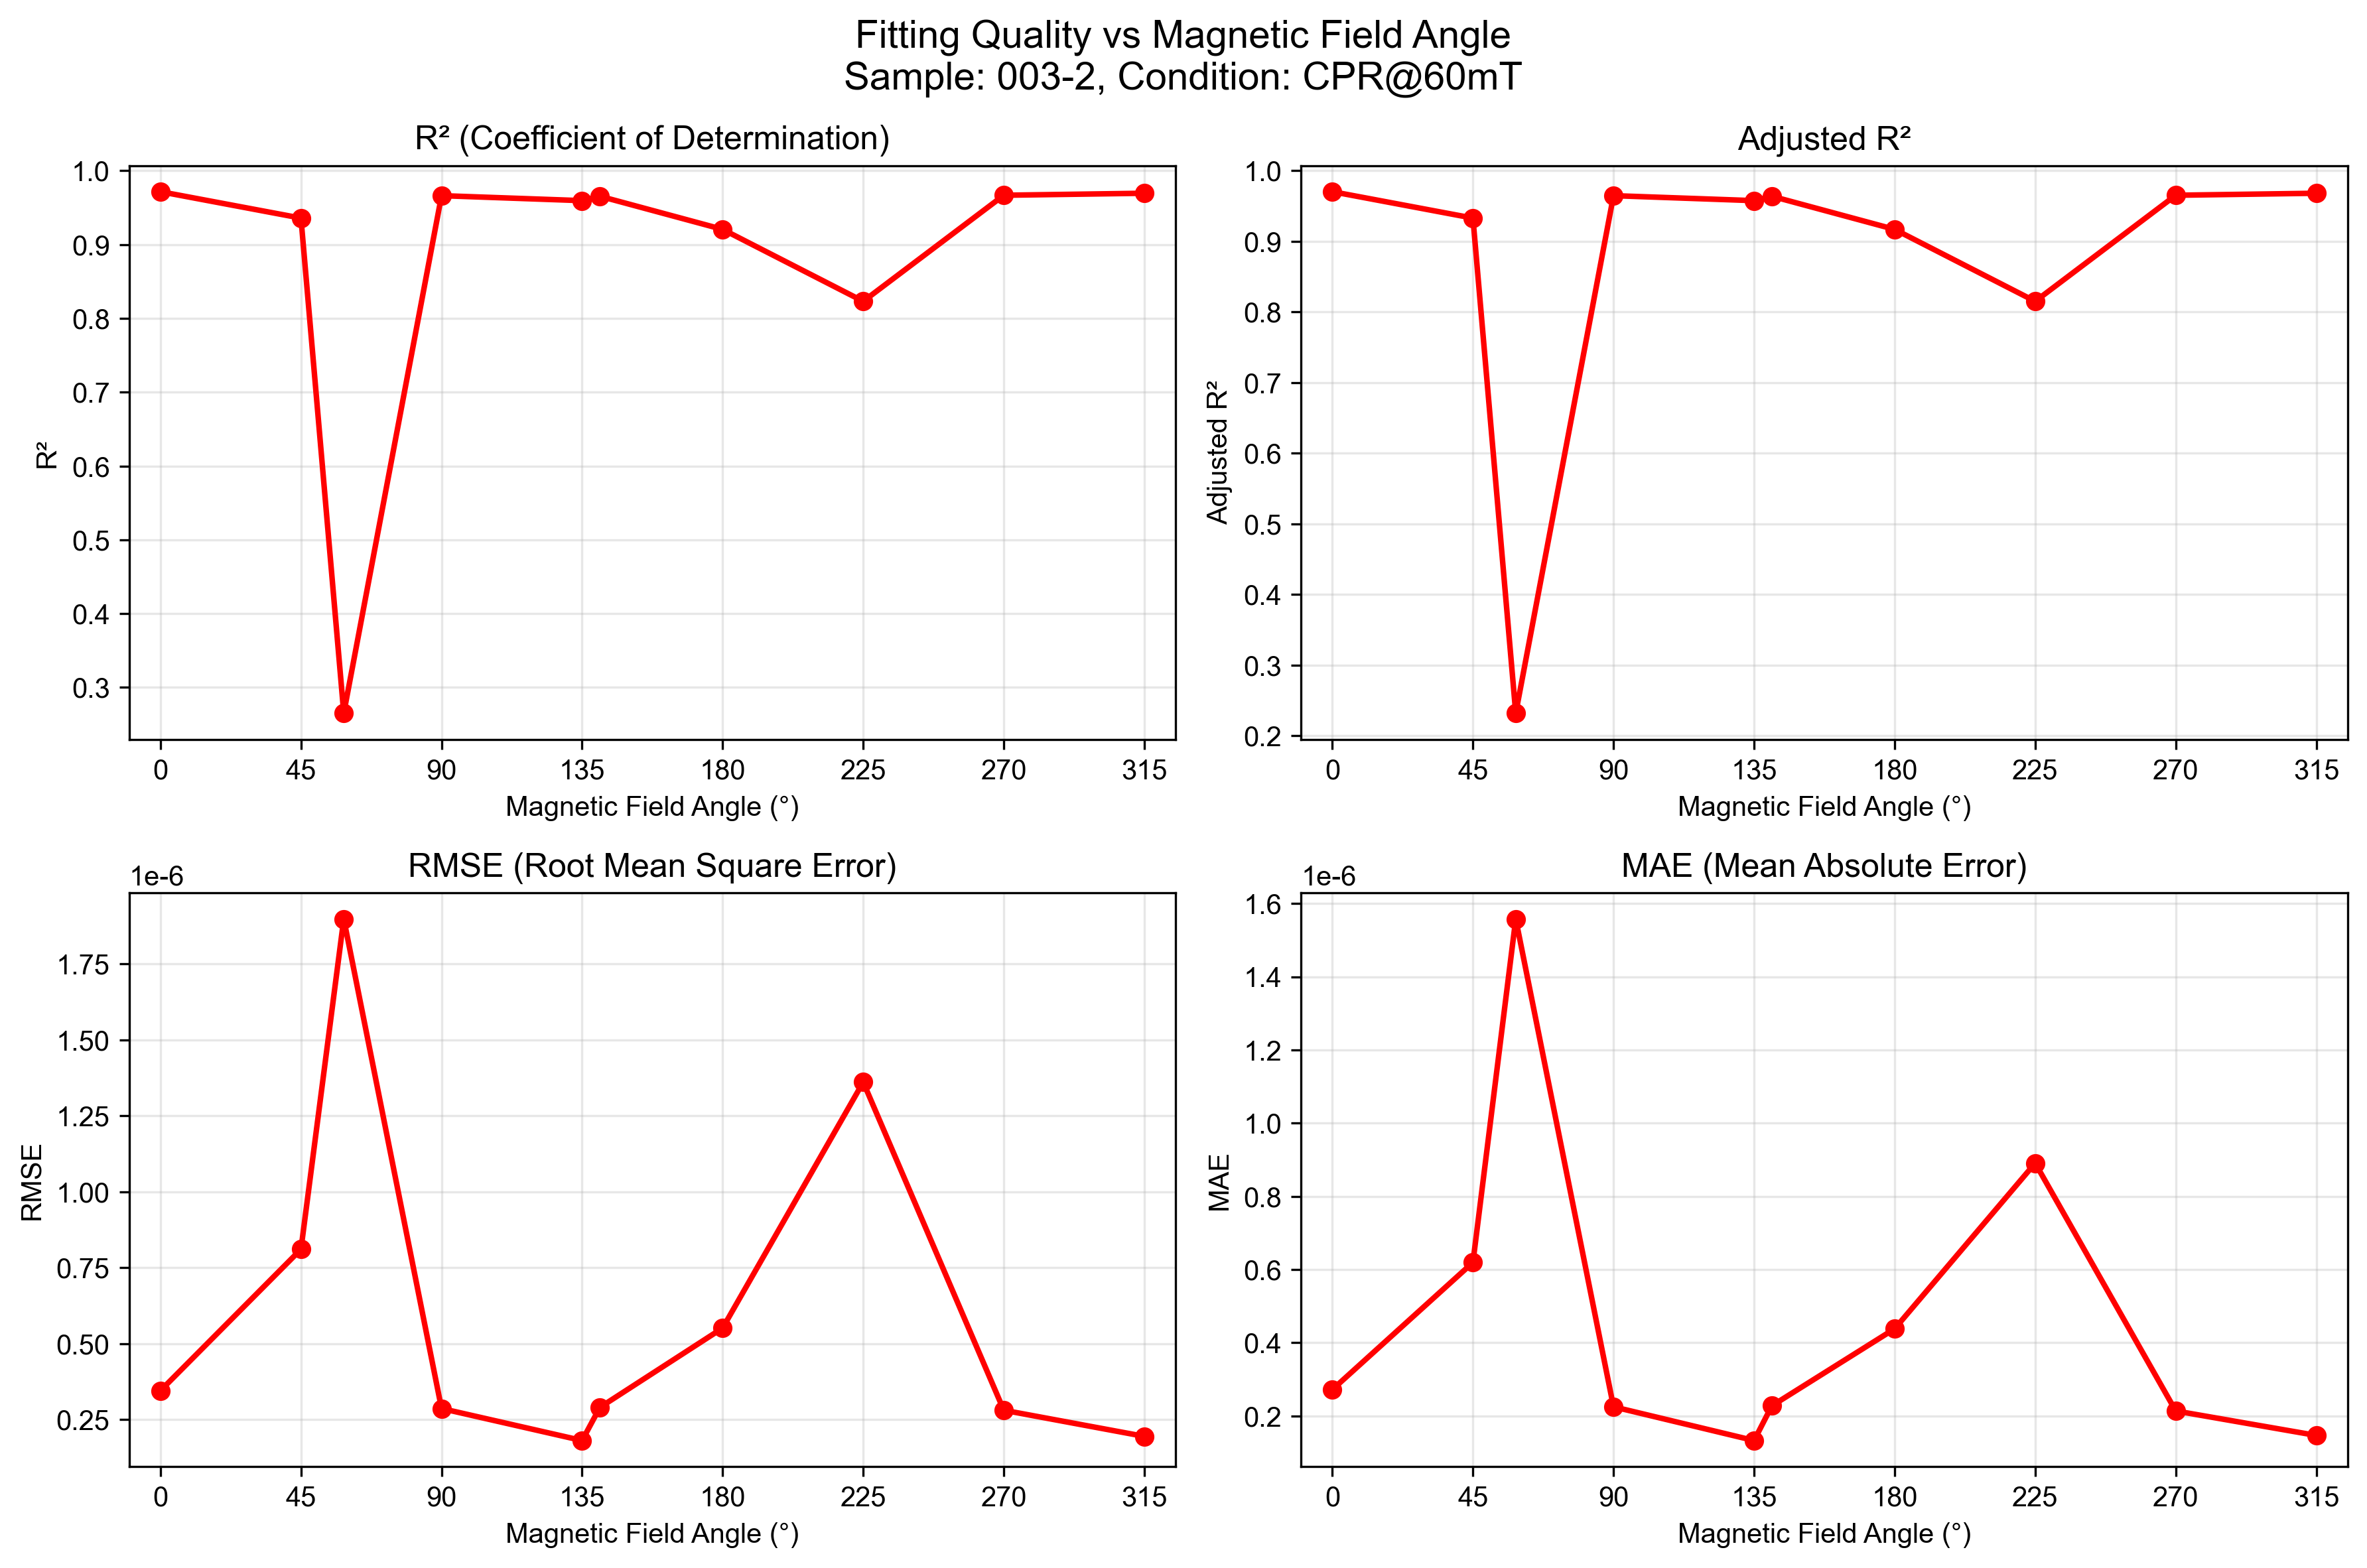 Fitting Quality vs Magnetic Field Angle
Sample: 003-2, Condition: CPR@60mT
R² (Coefficient of Determination)
1.0
0.9
0.8
0.7
0.6
0.5
0.4
0.3
R²
0 45 90 135 180 225 270 315
Magnetic Field Angle (°)
Adjusted R²
1.0
0.9
0.8
0.7
0.6
0.5
0.4
0.3
0.2
Adjusted R²
0 45 90 135 180 225 270 315
Magnetic Field Angle (°)
RMSE (Root Mean Square Error)
1e-6
1.75
1.50
1.25
1.00
0.75
0.50
0.25
RMSE
0 45 90 135 180 225 270 315
Magnetic Field Angle (°)
MAE (Mean Absolute Error)
1e-6
1.6
1.4
1.2
1.0
0.8
0.6
0.4
0.2
MAE
0 45 90 135 180 225 270 315
Magnetic Field Angle (°)